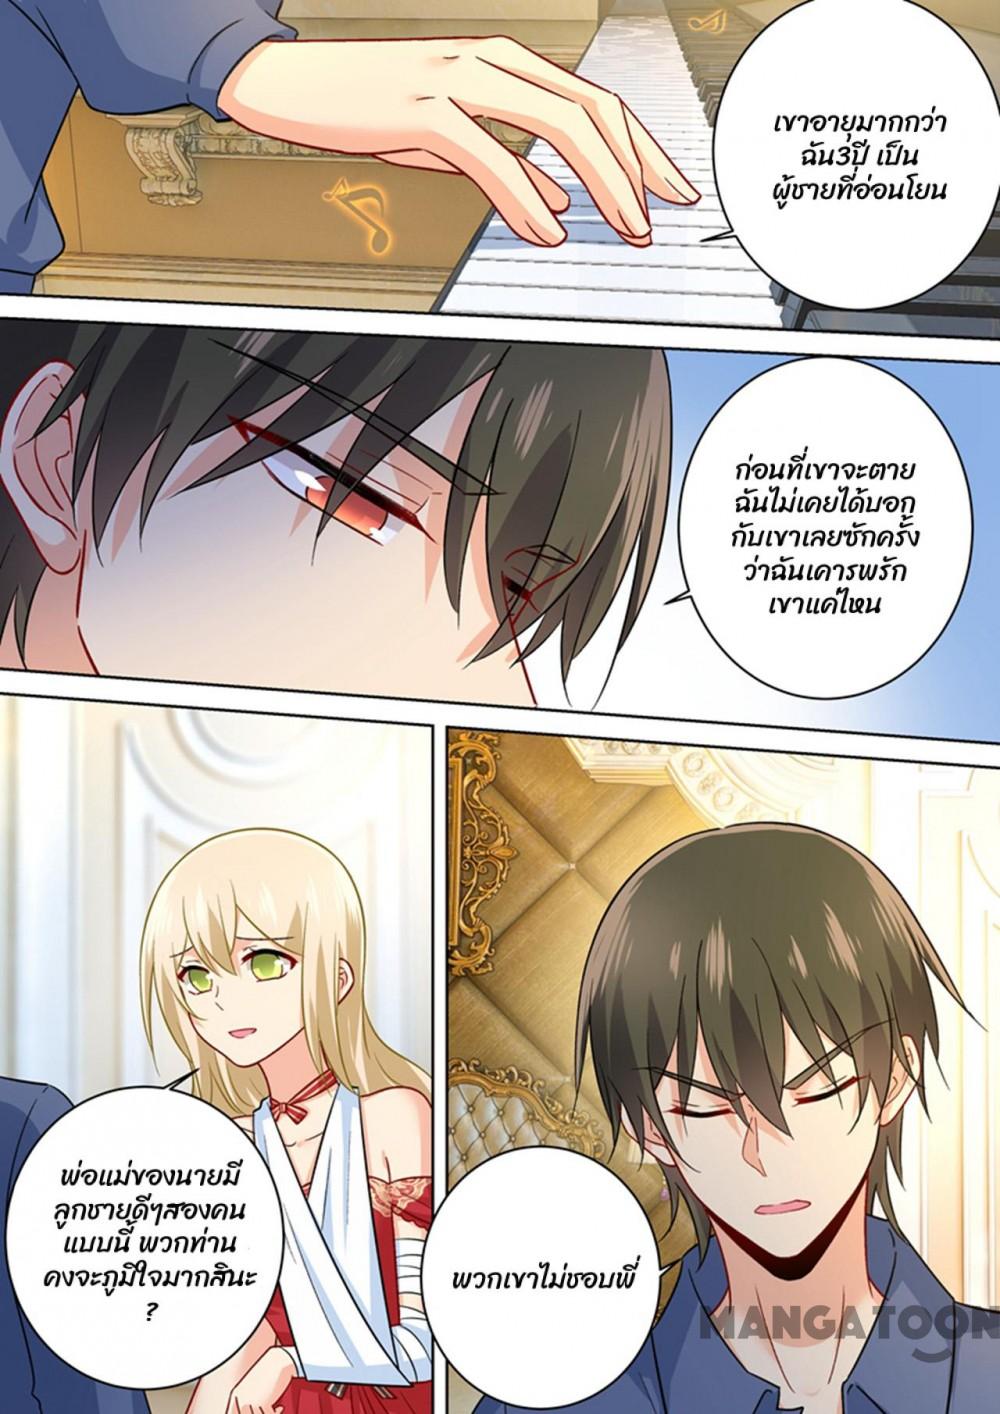 เขาอายุมากกว่า
ฉัน3ปี เป็น
ผู้ชายที่อ่อนโยน
ก่อนที่เขาจะตาย
ฉันไม่เคยได้บอก
กับเขาเลยซักครั้ง
ว่าฉันเคารพรัก
เขาแค่ไหน
พ่อแม่ของนายมี
ลูกชายดีๆสองคน
แบบนี้ พวกท่าน
คงจะภูมิใจมากสินะ
?
พวกเขาไม่ชอบพี่
MANGATOON